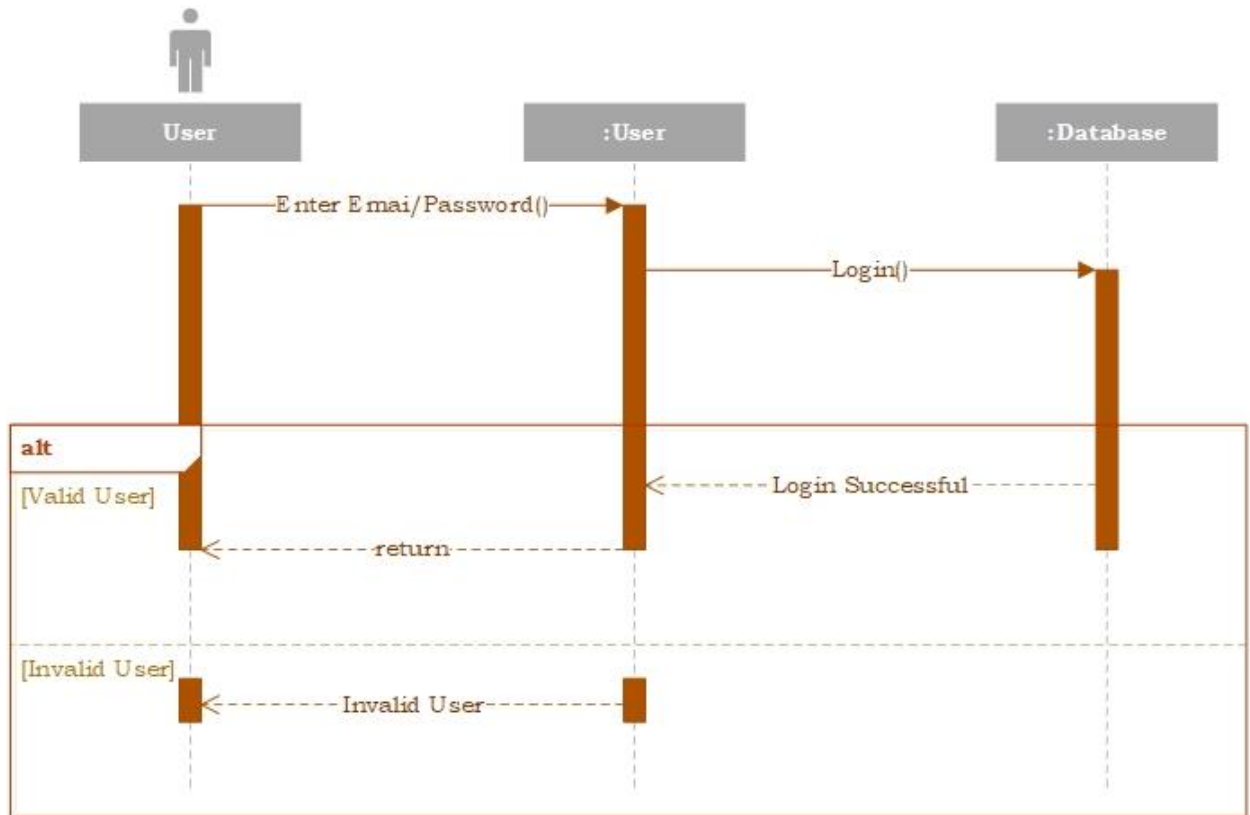 User
:User
:Database
Enter Emai/Password()
Login()
alt
[Valid User]
Login Successful
return
[Invalid User]
Invalid User